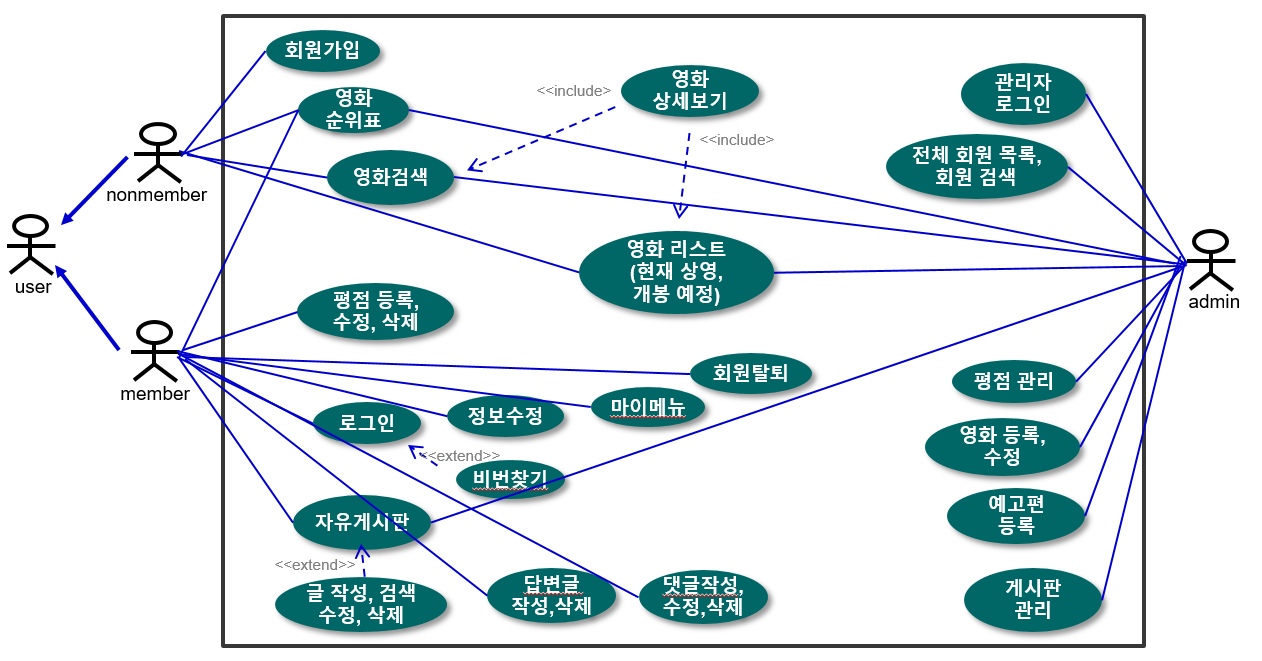 회원가입
영화
순위표
<<include>>
영화
상세보기
관리자
로그인
<<include>>
전체 회원 목록,
회원 검색
영화검색
nonmember
영화 리스트
(현재 상영,
개봉 예정)
user
admin
평점 등록,
수정, 삭제
member
회원탈퇴
평점 관리
마이메뉴
정보수정
로그인
영화 등록,
수정
<<extend>>
비번찾기
자유게시판
예고편
등록
<<extend>>
글 작성, 검색
수정, 삭제
답변글
작성,삭제
댓글작성,
수정,삭제
게시판
관리